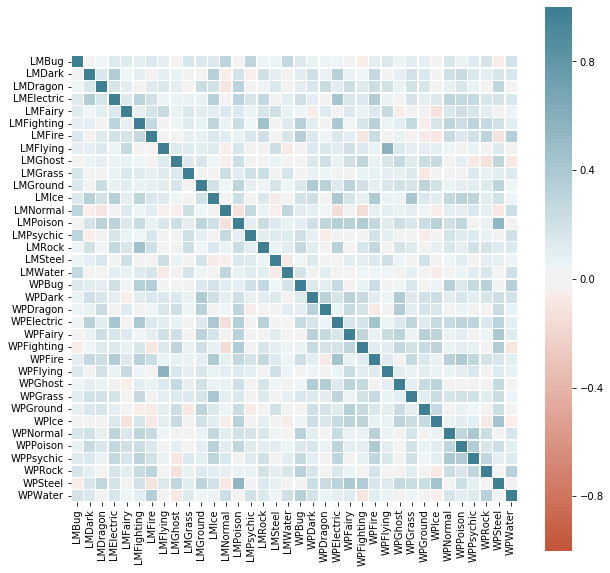 LMBug
LMDark
LMDragon
LMElectric
LMFairy
LMFighting
LMFire
LMFlying
LMGhost
LMGrass
LMGround
LMIce
LMNormal
LMPoison
LMPsychic
LMRock
LMSteel
LMWater
WPBug
WPDark
WPDragon
WPElectric
WPFairy
WPFighting
WPFire
WPFlying
WPGhost
WPGrass
WPGround
WPIce
WPNormal
WPPoison
WPPsychic
WPRock
WPSteel
WPWater
LMBug
LMDark
LMDragon
LMElectric
LMFairy
LMFighting
LMFire
LMFlying
LMGhost
LMGrass
LMGround
LMIce
LMNormal
LMPoison
LMPsychic
LMRock
LMSteel
LMWater
WPBug
WPDark
WPDragon
WPElectric
WPFairy
WPFighting
WPFire
WPFlying
WPGhost
WPGrass
WPGround
WPIce
WPNormal
WPPoison
WPPsychic
WPRock
WPSteel
WPWater
0.8
0.4
0.0
−0.4
−0.8